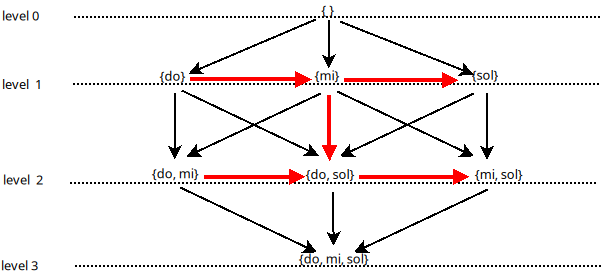 level 0 { }
level 1 {do} {mi} {sol}
level 2 {do, mi} {do, sol} {mi, sol}
level 3 {do, mi, sol}